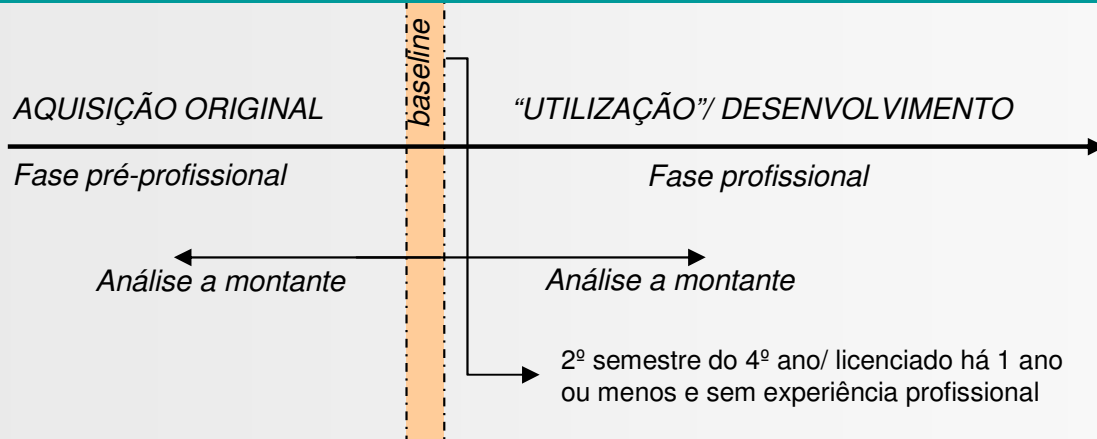 baseline
AQUISIÇÃO ORIGINAL
“UTILIZAÇÃO”/ DESENVOLVIMENTO
Fase pré-profissional
Fase profissional
Análise a montante
Análise a montante
2º semestre do 4º ano/ licenciado há 1 ano
ou menos e sem experiência profissional